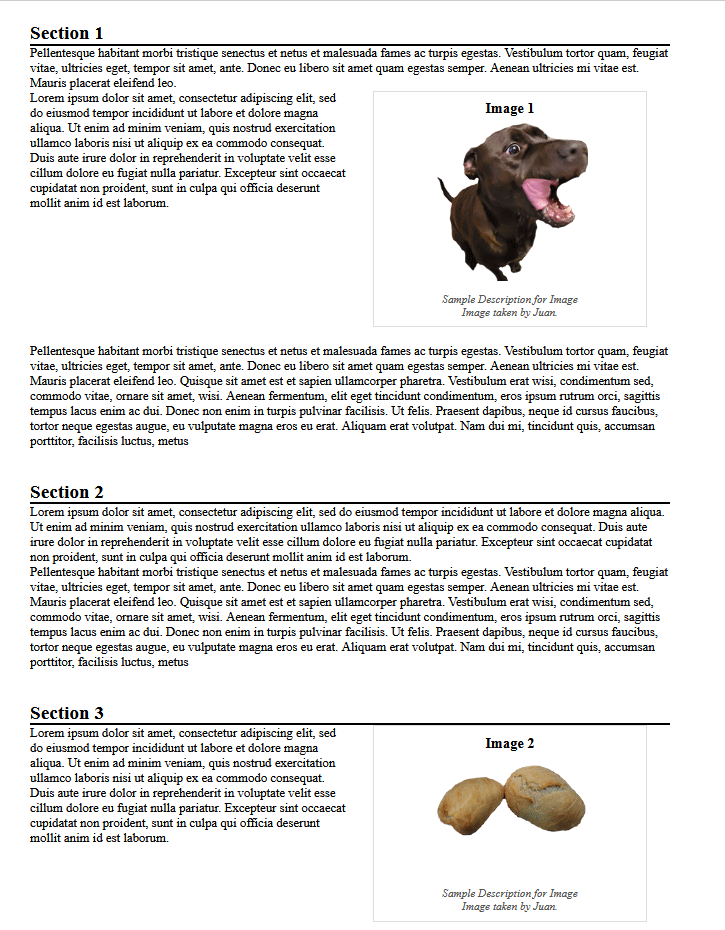 Section 1
Pellentesque habitant morbi tristique senectus et netus et malesuada fames ac turpis egestas. Vestibulum tortor quam, feugiat
vitae, ultricies eget, tempor sit amet, ante. Donec eu libero sit amet quam egestas semper. Aenean ultricies mi vitae est.
Mauris placerat eleifend leo.
Lorem ipsum dolor sit amet, consectetur adipiscing elit, sed
do eiusmod tempor incididunt ut labore et dolore magna
aliqua. Ut enim ad minim veniam, quis nostrud exercitation
ullamco laboris nisi ut aliquip ex ea commodo consequat.
Duis aute irure dolor in reprehenderit in voluptate velit esse
cillum dolore eu fugiat nulla pariatur. Excepteur sint occaecat
cupidatat non proident, sunt in culpa qui officia deserunt
mollit anim id est laborum.
Image 1
Sample Description for Image
Image taken by Juan.
Pellentesque habitant morbi tristique senectus et netus et malesuada fames ac turpis egestas. Vestibulum tortor quam, feugiat
vitae, ultricies eget, tempor sit amet, ante. Donec eu libero sit amet quam egestas semper. Aenean ultricies mi vitae est.
Mauris placerat eleifend leo. Quisque sit amet est et sapien ullamcorper pharetra. Vestibulum erat wisi, condimentum sed,
commodo vitae, ornare sit amet, wisi. Aenean fermentum, elit eget tincidunt condimentum, eros ipsum rutrum orci, sagittis
tempus lacus enim ac dui. Donec non enim in turpis pulvinar facilisis. Ut felis. Praesent dapibus, neque id cursus faucibus,
tortor neque egestas augue, eu vulputate magna eros eu erat. Aliquam erat volutpat. Nam dui mi, tincidunt quis, accumsan
porttitor, facilisis luctus, metus
Section 2
Lorem ipsum dolor sit amet, consectetur adipiscing elit, sed do eiusmod tempor incididunt ut labore et dolore magna aliqua.
Ut enim ad minim veniam, quis nostrud exercitation ullamco laboris nisi ut aliquip ex ea commodo consequat. Duis aute
irure dolor in reprehenderit in voluptate velit esse cillum dolore eu fugiat nulla pariatur. Excepteur sint occaecat cupidatat
non proident, sunt in culpa qui officia deserunt mollit anim id est laborum.
Pellentesque habitant morbi tristique senectus et netus et malesuada fames ac turpis egestas. Vestibulum tortor quam, feugiat
vitae, ultricies eget, tempor sit amet, ante. Donec eu libero sit amet quam egestas semper. Aenean ultricies mi vitae est.
Mauris placerat eleifend leo. Quisque sit amet est et sapien ullamcorper pharetra. Vestibulum erat wisi, condimentum sed,
commodo vitae, ornare sit amet, wisi. Aenean fermentum, elit eget tincidunt condimentum, eros ipsum rutrum orci, sagittis
tempus lacus enim ac dui. Donec non enim in turpis pulvinar facilisis. Ut felis. Praesent dapibus, neque id cursus faucibus,
tortor neque egestas augue, eu vulputate magna eros eu erat. Aliquam erat volutpat. Nam dui mi, tincidunt quis, accumsan
porttitor, facilisis luctus, metus
Section 3
Lorem ipsum dolor sit amet, consectetur adipiscing elit, sed
do eiusmod tempor incididunt ut labore et dolore magna
aliqua. Ut enim ad minim veniam, quis nostrud exercitation
ullamco laboris nisi ut aliquip ex ea commodo consequat.
Duis aute irure dolor in reprehenderit in voluptate velit esse
cillum dolore eu fugiat nulla pariatur. Excepteur sint occaecat
cupidatat non proident, sunt in culpa qui officia deserunt
mollit anim id est laborum.
Image 2
Sample Description for Image
Image taken by Juan.